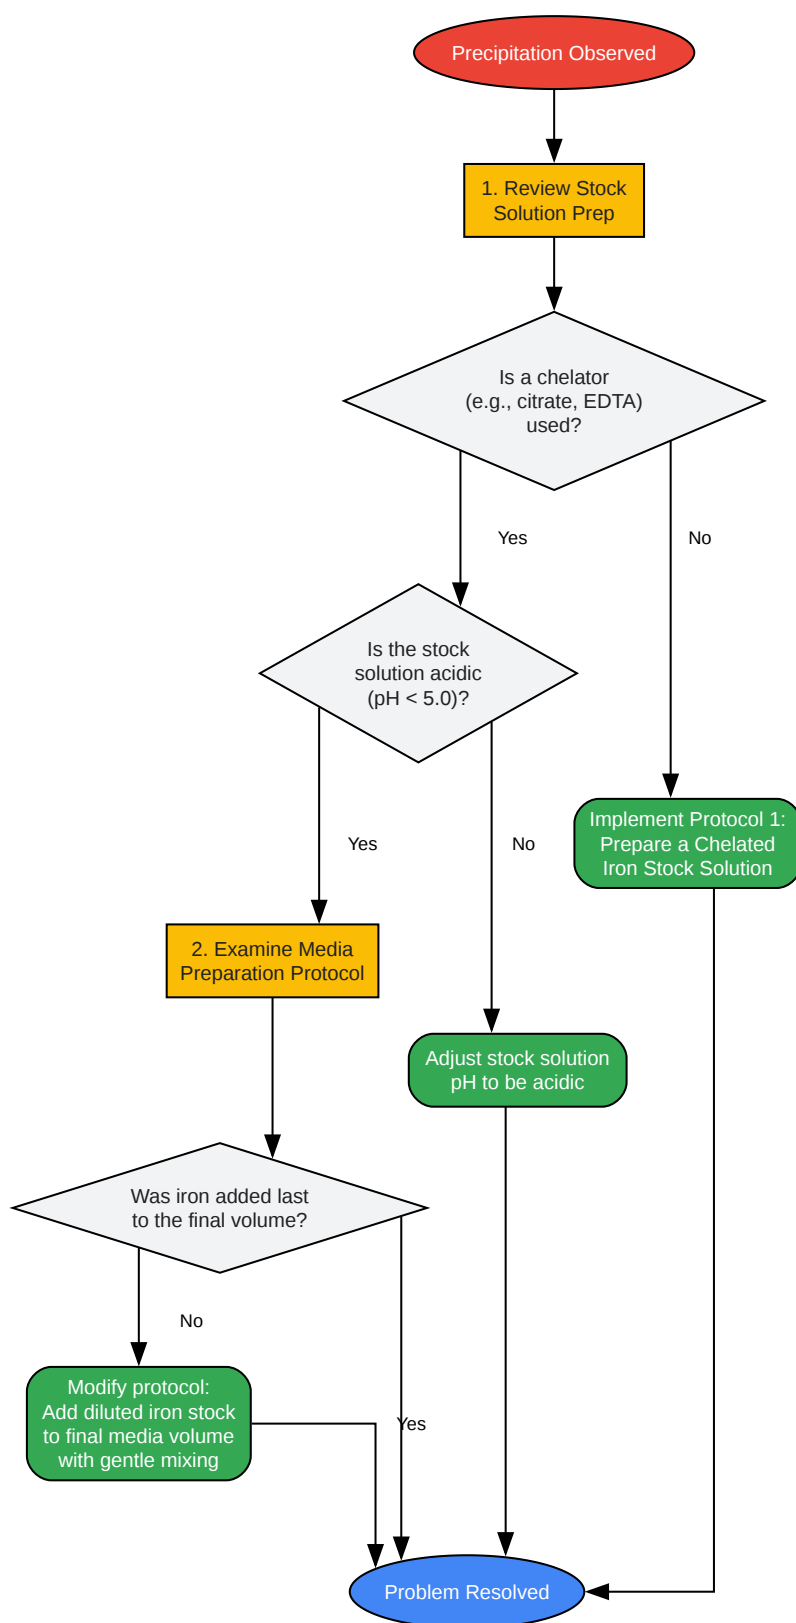 Precipitation Observed
1. Review Stock
Solution Prep
Is a chelator
(e.g., citrate, EDTA)
used?
Yes
No
Is the stock
solution acidic
(pH < 5.0)?
Implement Protocol 1:
Prepare a Chelated
Iron Stock Solution
Yes
No
2. Examine Media
Preparation Protocol
Adjust stock solution
pH to be acidic
Was iron added last
to the final volume?
No
Modify protocol:
Add diluted iron stock
to final media volume
with gentle mixing
Yes
Problem Resolved